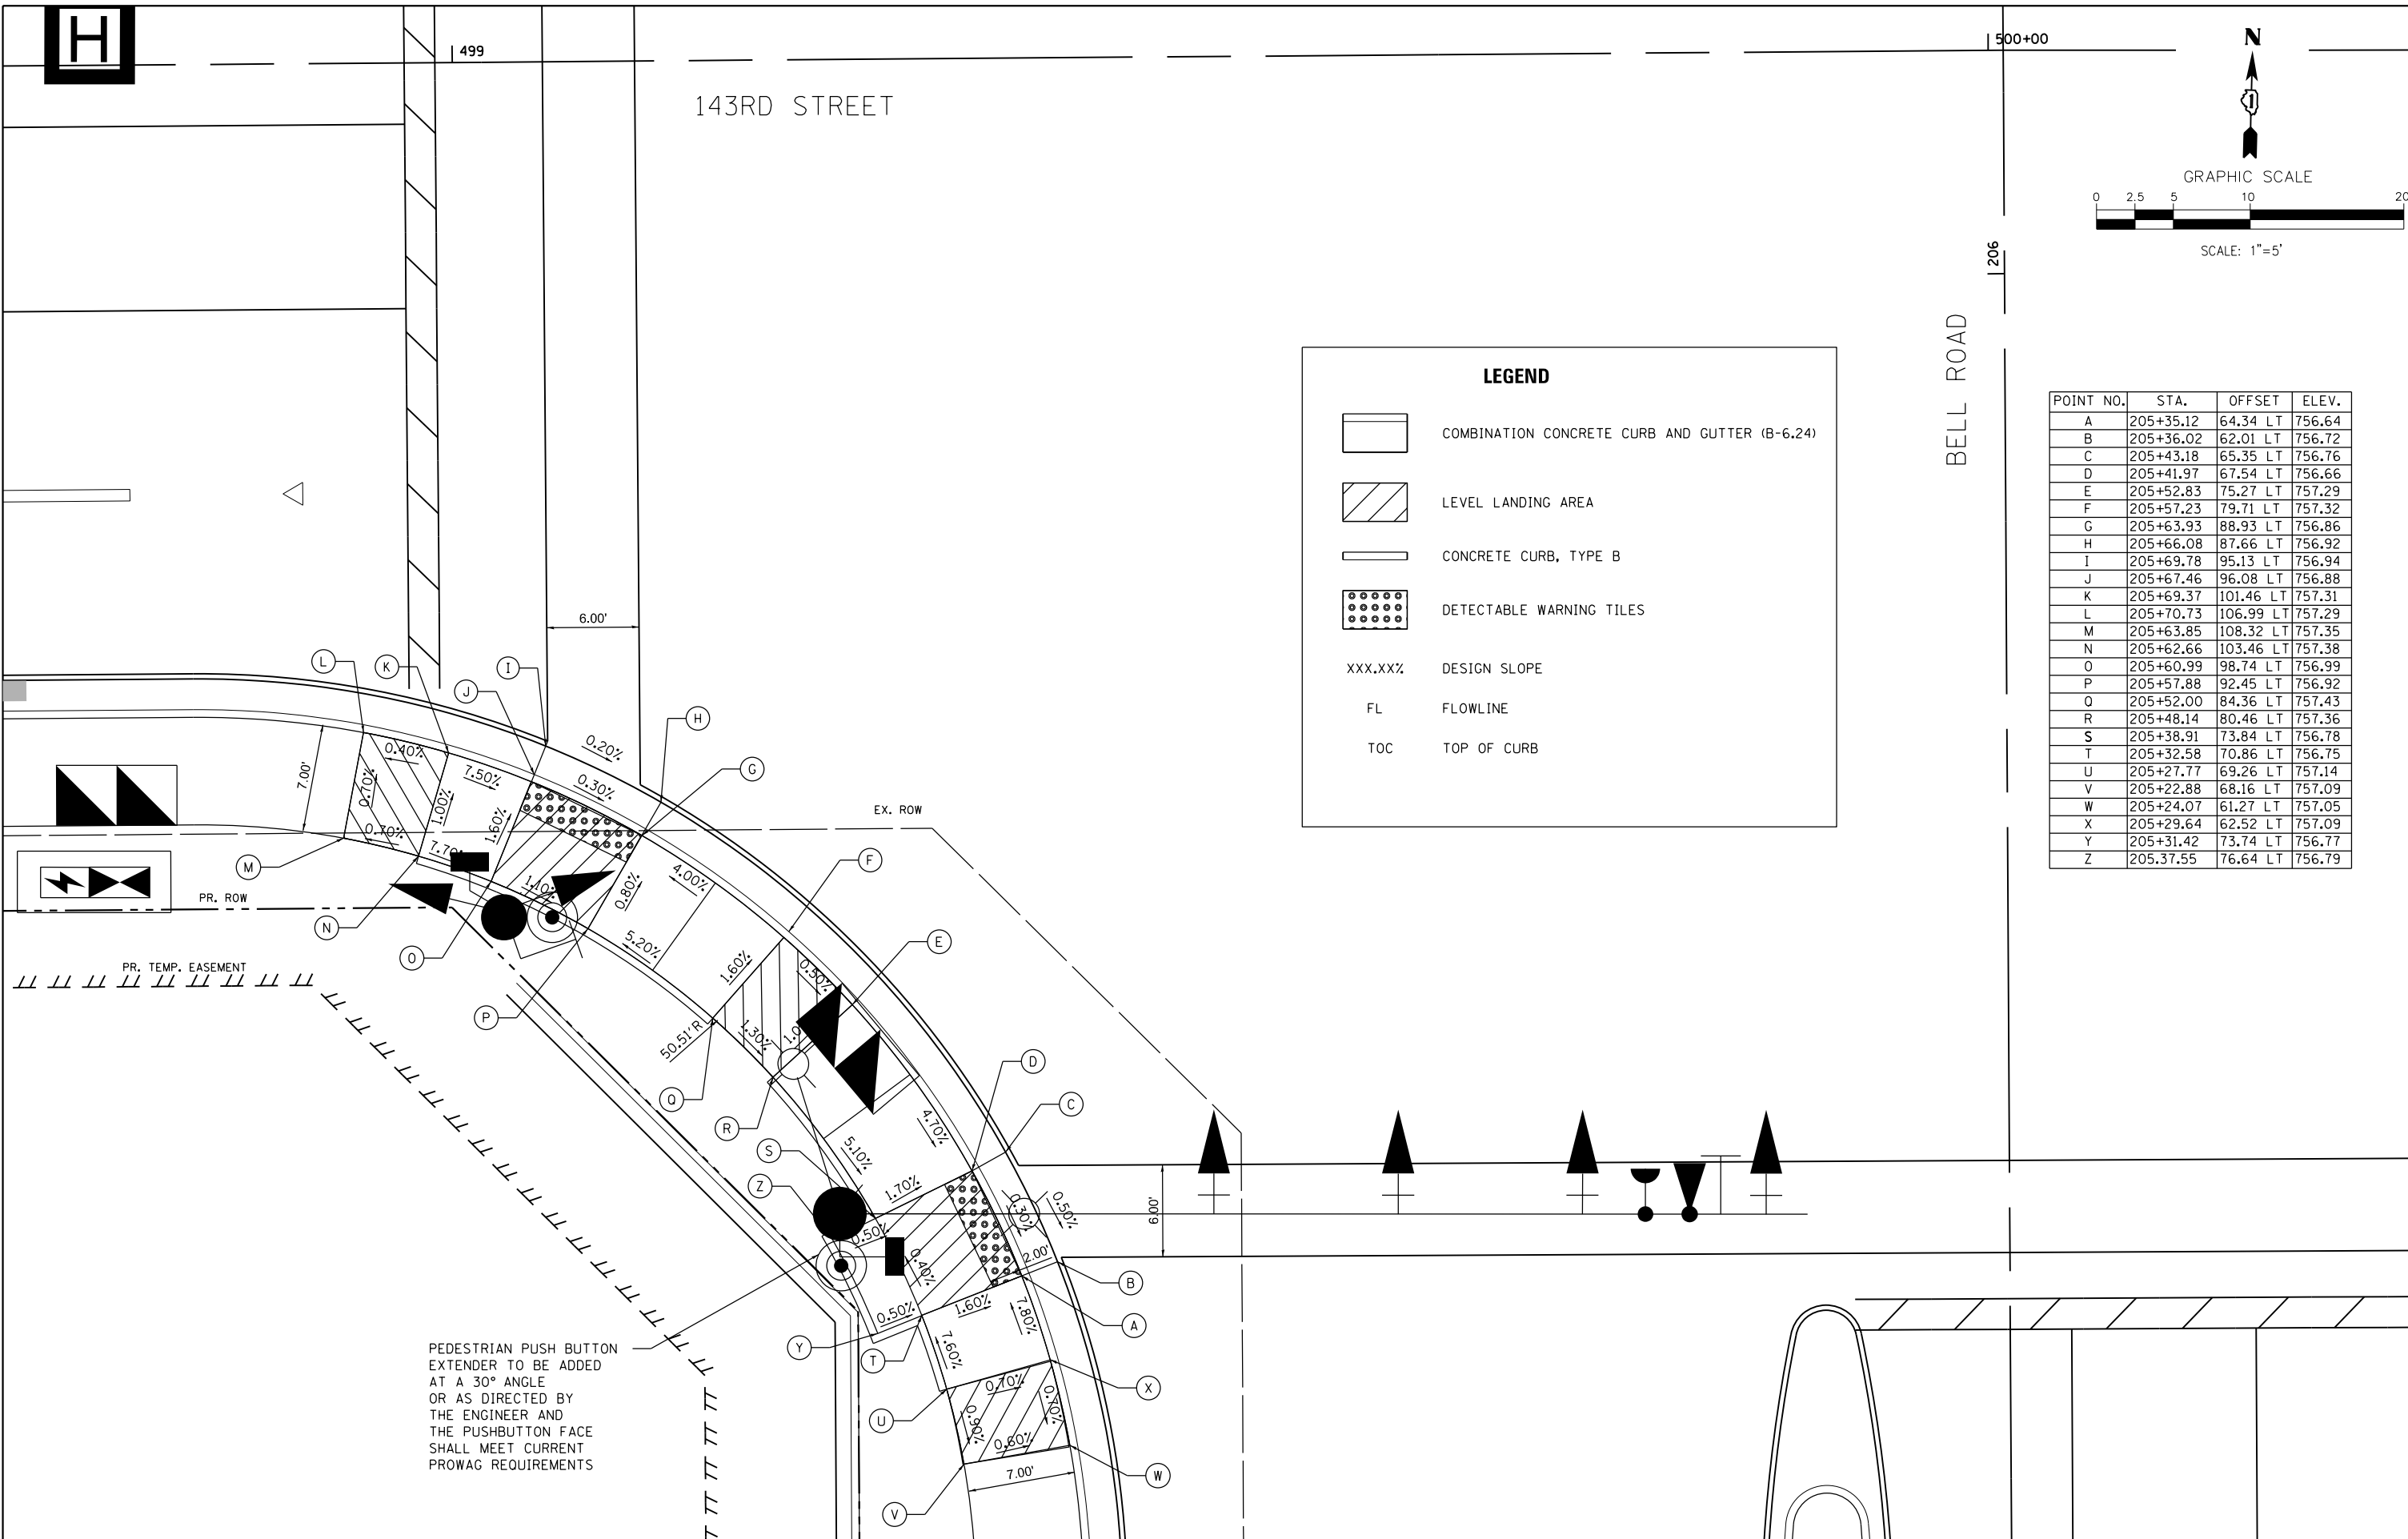 H
499
500+00
143RD STREET
N
1
GRAPHIC SCALE
0 2.5 5 10 20
SCALE: 1"=5'
206
BELL ROAD
LEGEND
COMBINATION CONCRETE CURB AND GUTTER (B-6.24)
LEVEL LANDING AREA
CONCRETE CURB, TYPE B
DETECTABLE WARNING TILES
XXX.XX% DESIGN SLOPE
FL FLOWLINE
TOC TOP OF CURB
POINT NO. STA. OFFSET ELEV.
A 205+35.12 64.34 LT 756.64
B 205+36.02 62.01 LT 756.72
C 205+43.18 65.35 LT 756.76
D 205+41.97 67.54 LT 756.66
E 205+52.83 75.27 LT 757.29
F 205+57.23 79.71 LT 757.32
G 205+63.93 88.93 LT 756.86
H 205+66.08 87.66 LT 756.92
I 205+69.78 95.13 LT 756.94
J 205+67.46 96.08 LT 756.88
K 205+69.37 101.46 LT 757.31
L 205+70.73 106.99 LT 757.29
M 205+63.85 108.32 LT 757.35
N 205+62.66 103.46 LT 757.38
O 205+60.99 98.74 LT 756.99
P 205+57.88 92.45 LT 756.92
Q 205+52.00 84.36 LT 757.43
R 205+48.14 80.46 LT 757.36
S 205+38.91 73.84 LT 756.78
T 205+32.58 70.86 LT 756.75
U 205+27.77 69.26 LT 757.14
V 205+22.88 68.16 LT 757.09
W 205+24.07 61.27 LT 757.05
X 205+29.64 62.52 LT 757.09
Y 205+31.42 73.74 LT 756.77
Z 205.37.55 76.64 LT 756.79
6.00'
L
K
I
J
H
G
0.20%
0.30%
0.40%
7.50%
7.00'
0.70%
1.00%
1.60%
0.70%
7.70%
M
EX. ROW
F
4.00%
0.80%
1.10%
PR. ROW
N
O
5.20%
1.60%
E
0.50%
PR. TEMP. EASEMENT
P
50.51'R
1.30%
Q
R
D
C
4.70%
5.10%
S
Z
1.70%
0.30%
0.50%
6.00'
0.50%
0.40%
2.00'
B
0.50%
1.60%
7.80%
A
Y
T
7.60%
PEDESTRIAN PUSH BUTTON
EXTENDER TO BE ADDED
AT A 30° ANGLE
OR AS DIRECTED BY
THE ENGINEER AND
THE PUSHBUTTON FACE
SHALL MEET CURRENT
PROWAG REQUIREMENTS
0.70%
0.70%
X
U
0.90%
0.60%
7.00'
W
V